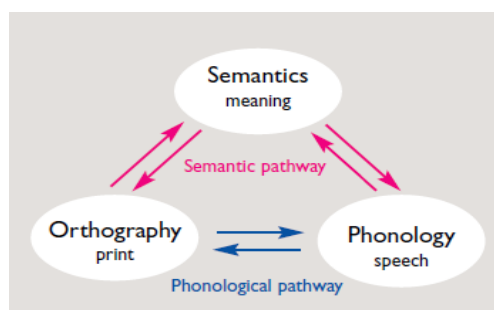 Semantics
meaning
Semantic pathway
Orthography
print
Phonology
speech
Phonological pathway